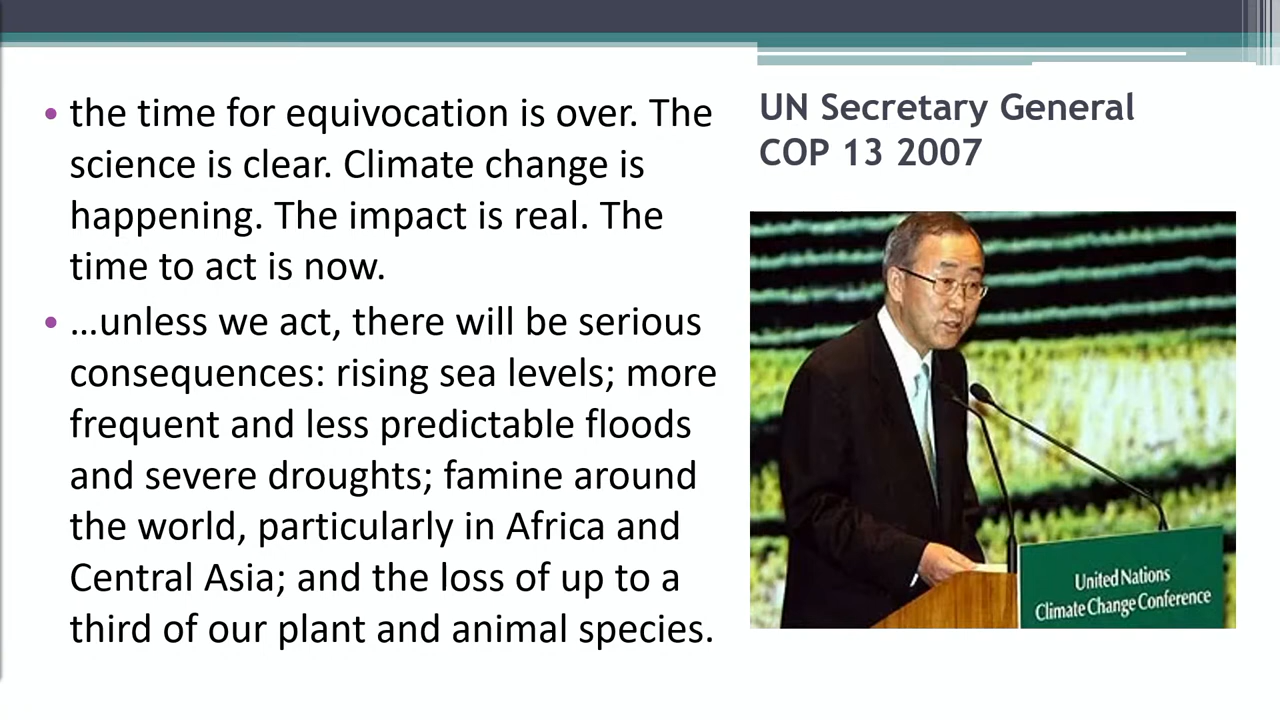 • the time for equivocation is over. The
science is clear. Climate change is
happening. The impact is real. The
time to act is now.
• …unless we act, there will be serious
consequences: rising sea levels; more
frequent and less predictable floods
and severe droughts; famine around
the world, particularly in Africa and
Central Asia; and the loss of up to a
third of our plant and animal species.
UN Secretary General
COP 13 2007
United Nations
Climate Change Conference